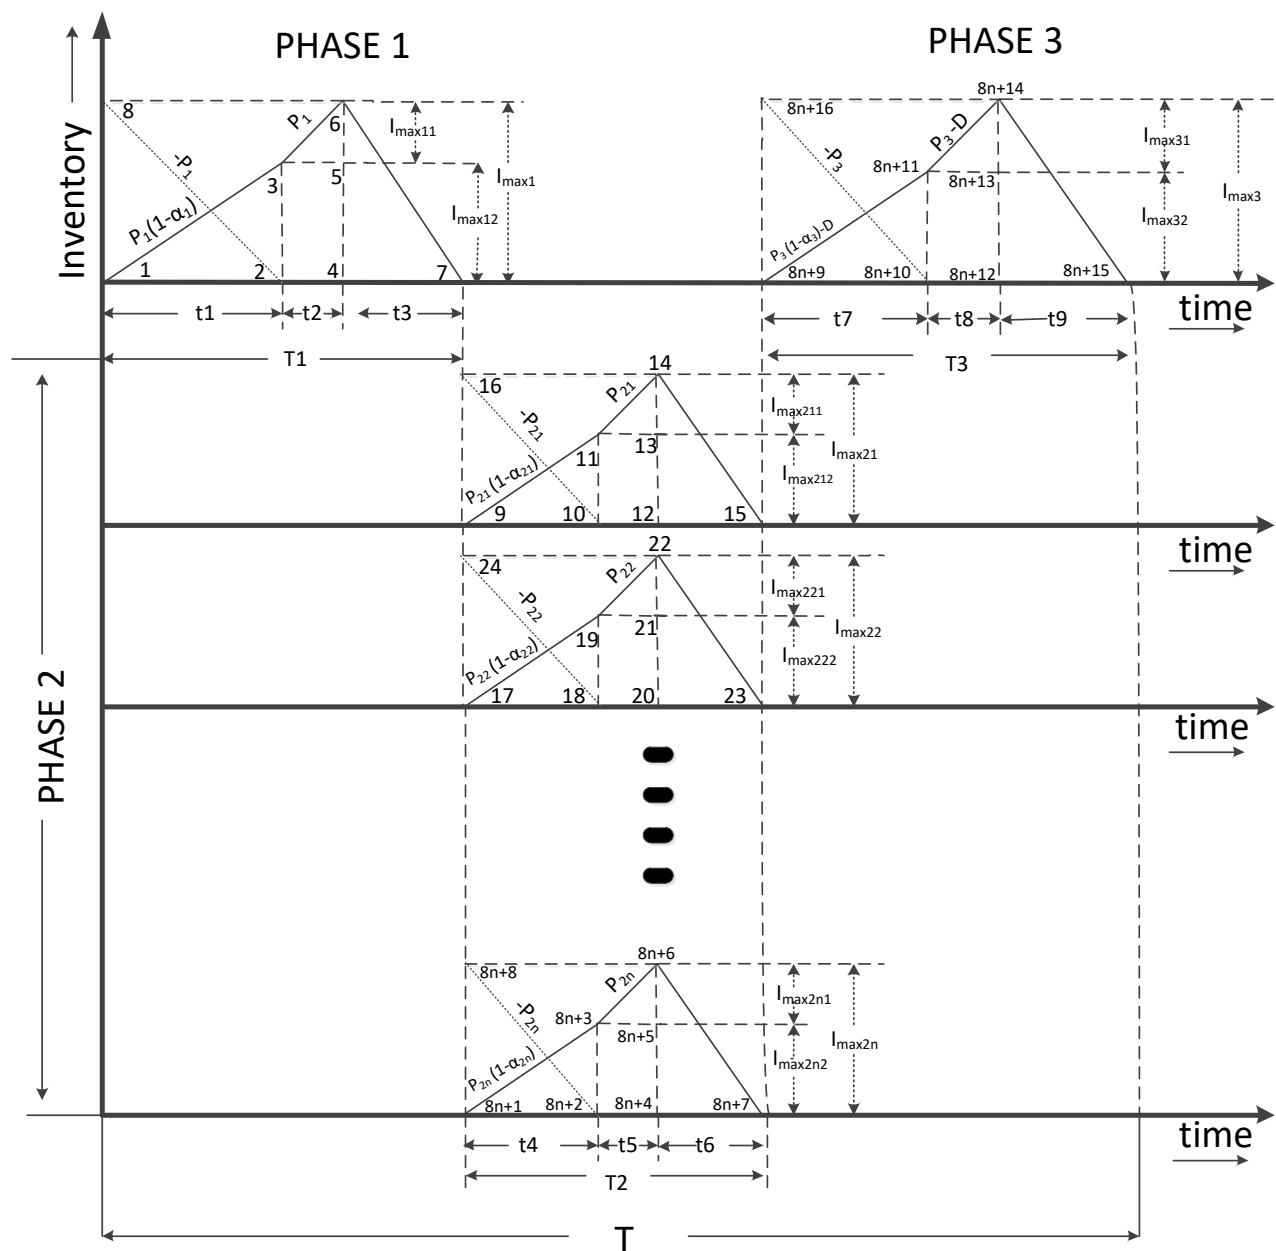 PHASE 1
PHASE 3
Inventory
8
P₁
6
-P₁
3
5
P₁(1-α₁)
1
2
4
7
Iₘₐₓ₁₁
Iₘₐₓ₁
Iₘₐₓ₁₂
8n+14
8n+16
P₃-D
-P₃
8n+11
8n+13
P₃(1-α₃)-D
8n+9
8n+10
8n+12
8n+15
Iₘₐₓ₃₁
Iₘₐₓ₃
Iₘₐₓ₃₂
time
t1
t2
t3
t7
t8
t9
T1
T3
PHASE 2
14
16
P₂₁
-P₂₁
11
13
P₂₁(1-α₂₁)
9
10
12
15
Iₘₐₓ₂₁₁
Iₘₐₓ₂₁
Iₘₐₓ₂₁₂
time
22
24
P₂₂
-P₂₂
19
21
P₂₂(1-α₂₂)
17
18
20
23
Iₘₐₓ₂₂₁
Iₘₐₓ₂₂
Iₘₐₓ₂₂₂
time
8n+6
8n+8
P₂ₙ
-P₂ₙ
8n+3
8n+5
P₂ₙ(1-α₂ₙ)
8n+1
8n+2
8n+4
8n+7
Iₘₐₓ₂ₙ₁
Iₘₐₓ₂ₙ
Iₘₐₓ₂ₙ₂
time
t4
t5
t6
T2
T